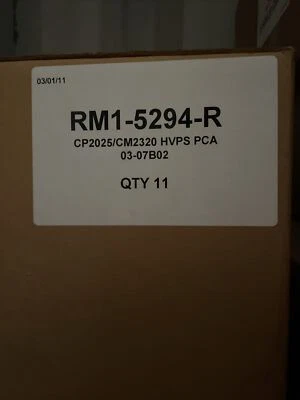 03/01/11
RM1-5294-R
CP2025/CM2320 HVPS PCA
03-07B02
QTY 11